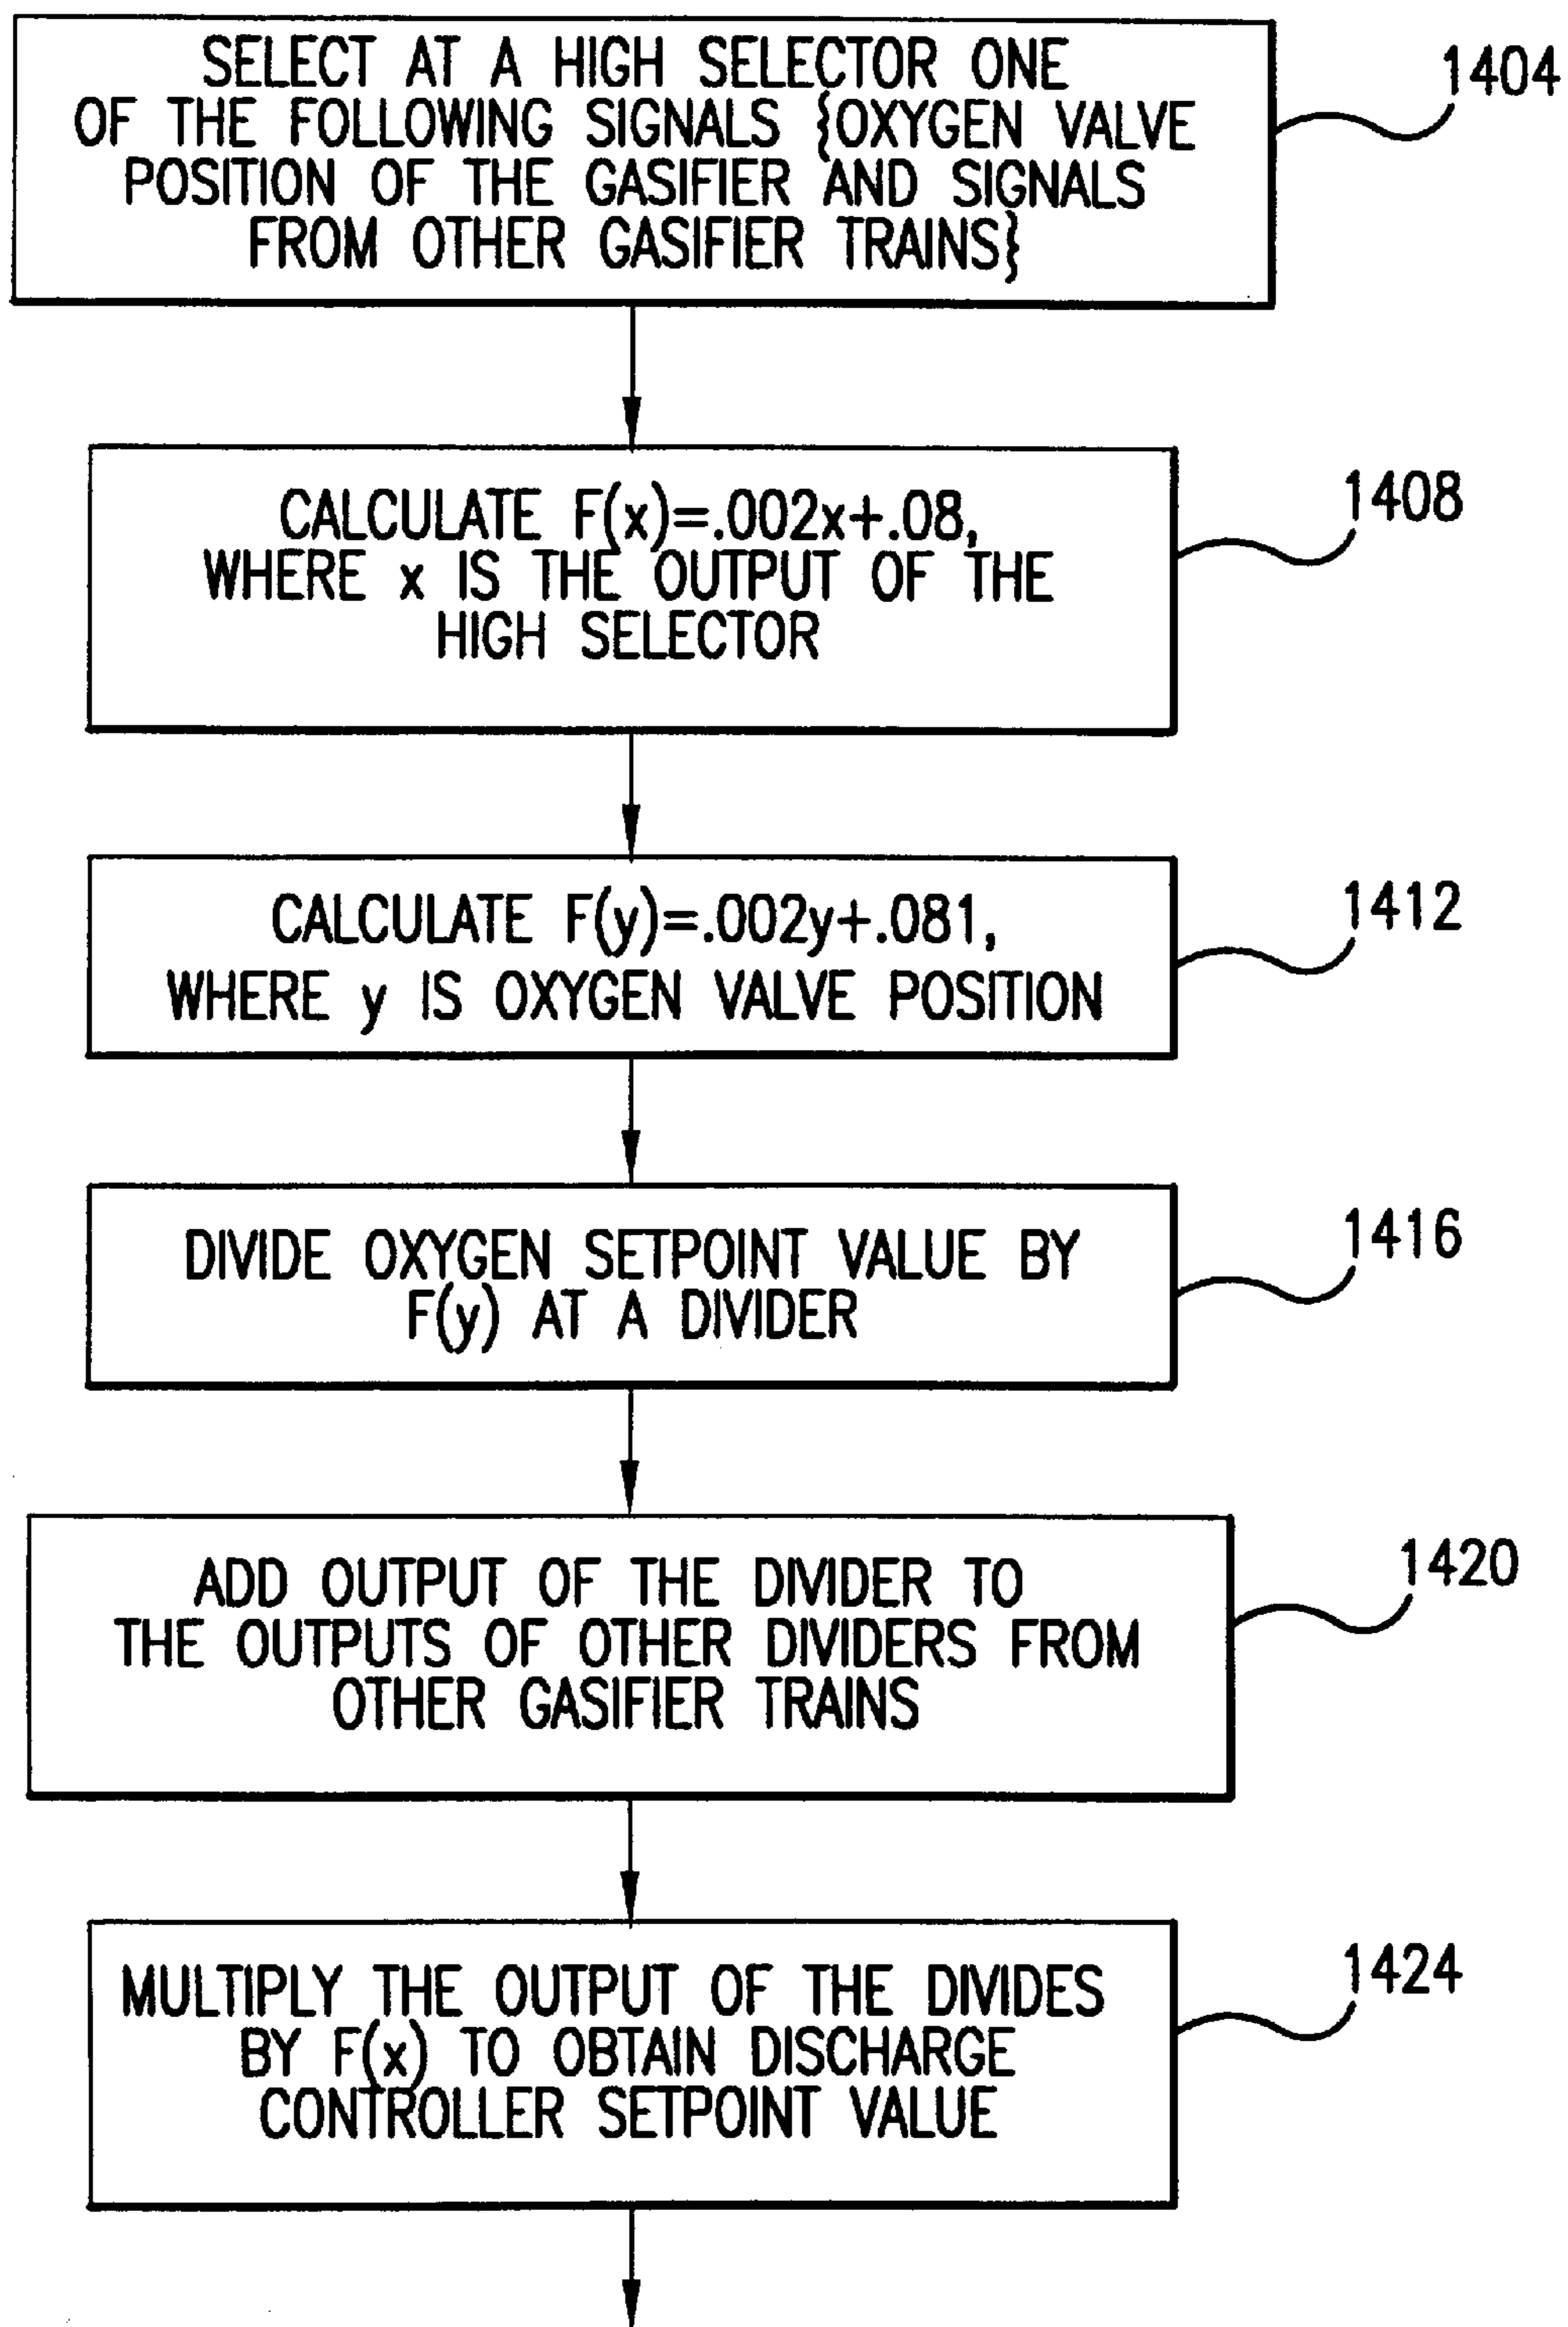 SELECT AT A HIGH SELECTOR ONE
OF THE FOLLOWING SIGNALS {OXYGEN VALVE
POSITION OF THE GASIFIER AND SIGNALS
FROM OTHER GASIFIER TRAINS}
1404
CALCULATE F(x)=.002x+.08,
WHERE x IS THE OUTPUT OF THE
HIGH SELECTOR
1408
CALCULATE F(y)=.002y+.081,
WHERE y IS OXYGEN VALVE POSITION
1412
DIVIDE OXYGEN SETPOINT VALUE BY
F(y) AT A DIVIDER
1416
ADD OUTPUT OF THE DIVIDER TO
THE OUTPUTS OF OTHER DIVIDERS FROM
OTHER GASIFIER TRAINS
1420
MULTIPLY THE OUTPUT OF THE DIVIDES
BY F(x) TO OBTAIN DISCHARGE
CONTROLLER SETPOINT VALUE
1424